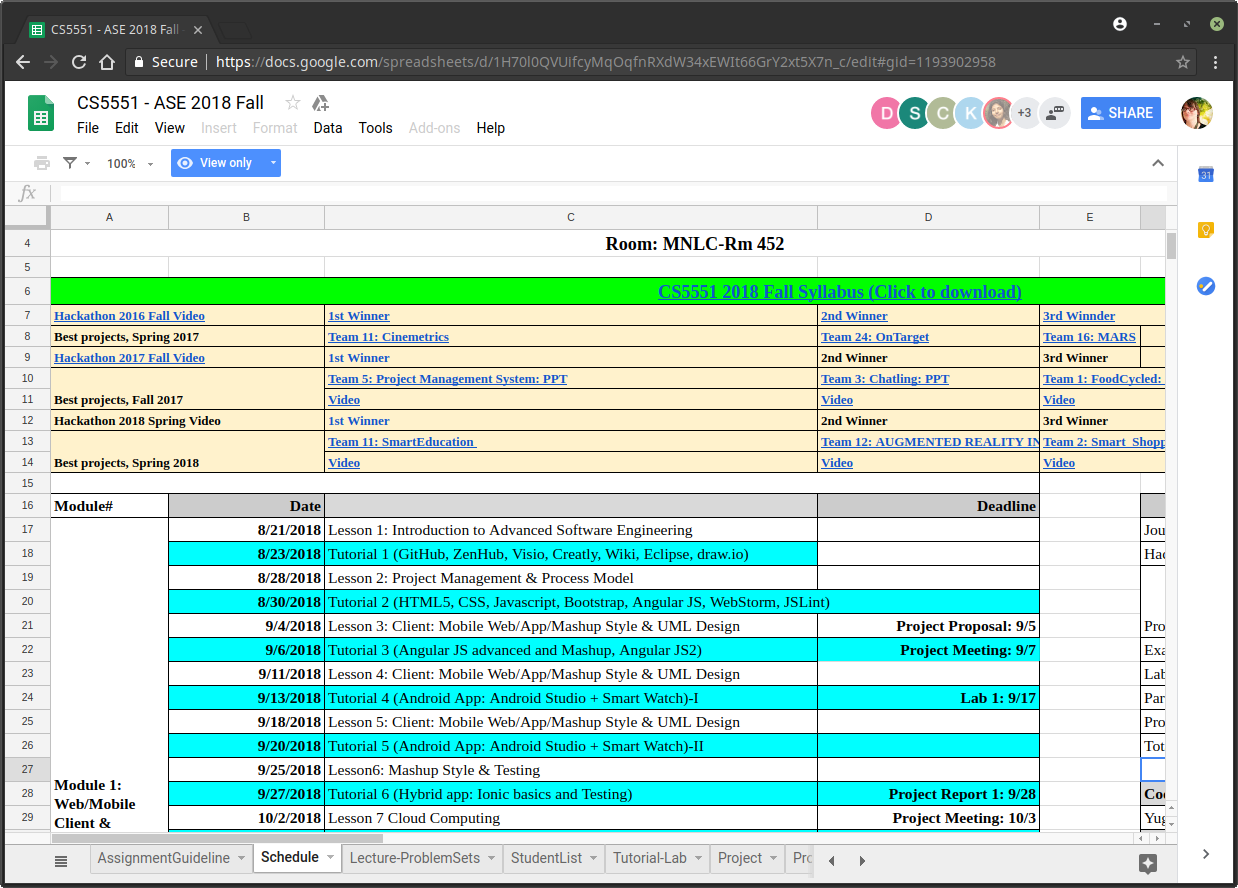 CS5551 - ASE 2018 Fall
Secure https://docs.google.com/spreadsheets/d/1H70l0QVUifcyMqOqfnRXdW34xEWIt66GrY2xt5X7n_c/edit#gid=1193902958
CS5551 - ASE 2018 Fall
D S C K +3 SHARE
File Edit View Insert Format Data Tools Add-ons Help
100% View only
31
fx
A B C D E
4 Room: MNLC-Rm 452
5
6 CS5551 2018 Fall Syllabus (Click to download)
7 Hackathon 2016 Fall Video 1st Winner 2nd Winner 3rd Winnder
8 Best projects, Spring 2017 Team 11: Cinemetrics Team 24: OnTarget Team 16: MARS
9 Hackathon 2017 Fall Video 1st Winner 2nd Winner 3rd Winner
10 Team 5: Project Management System: PPT Team 3: Chatling: PPT Team 1: FoodCycled:
11 Best projects, Fall 2017 Video Video Video
12 Hackathon 2018 Spring Video 1st Winner 2nd Winner 3rd Winner
13 Team 11: SmartEducation Team 12: AUGMENTED REALITY IN Team 2: Smart Shopp
14 Best projects, Spring 2018 Video Video Video
15
16 Module# Date Deadline
17 8/21/2018 Lesson 1: Introduction to Advanced Software Engineering Jou
18 8/23/2018 Tutorial 1 (GitHub, ZenHub, Visio, Creatly, Wiki, Eclipse, draw.io) Hac
19 8/28/2018 Lesson 2: Project Management & Process Model
20 8/30/2018 Tutorial 2 (HTML5, CSS, Javascript, Bootstrap, Angular JS, WebStorm, JSLint)
21 9/4/2018 Lesson 3: Client: Mobile Web/App/Mashup Style & UML Design Project Proposal: 9/5 Pro
22 9/6/2018 Tutorial 3 (Angular JS advanced and Mashup, Angular JS2) Project Meeting: 9/7 Exa
23 9/11/2018 Lesson 4: Client: Mobile Web/App/Mashup Style & UML Design Lab
24 9/13/2018 Tutorial 4 (Android App: Android Studio + Smart Watch)-I Lab 1: 9/17 Par
25 9/18/2018 Lesson 5: Client: Mobile Web/App/Mashup Style & UML Design Pro
26 9/20/2018 Tutorial 5 (Android App: Android Studio + Smart Watch)-II Tot
27 9/25/2018 Lesson6: Mashup Style & Testing
Module 1:
28 9/27/2018 Tutorial 6 (Hybrid app: Ionic basics and Testing) Project Report 1: 9/28 Coo
Web/Mobile
29 10/2/2018 Lesson 7 Cloud Computing Project Meeting: 10/3 Yug
Client &
AssignmentGuideline Schedule Lecture-ProblemSets StudentList Tutorial-Lab Project Pro